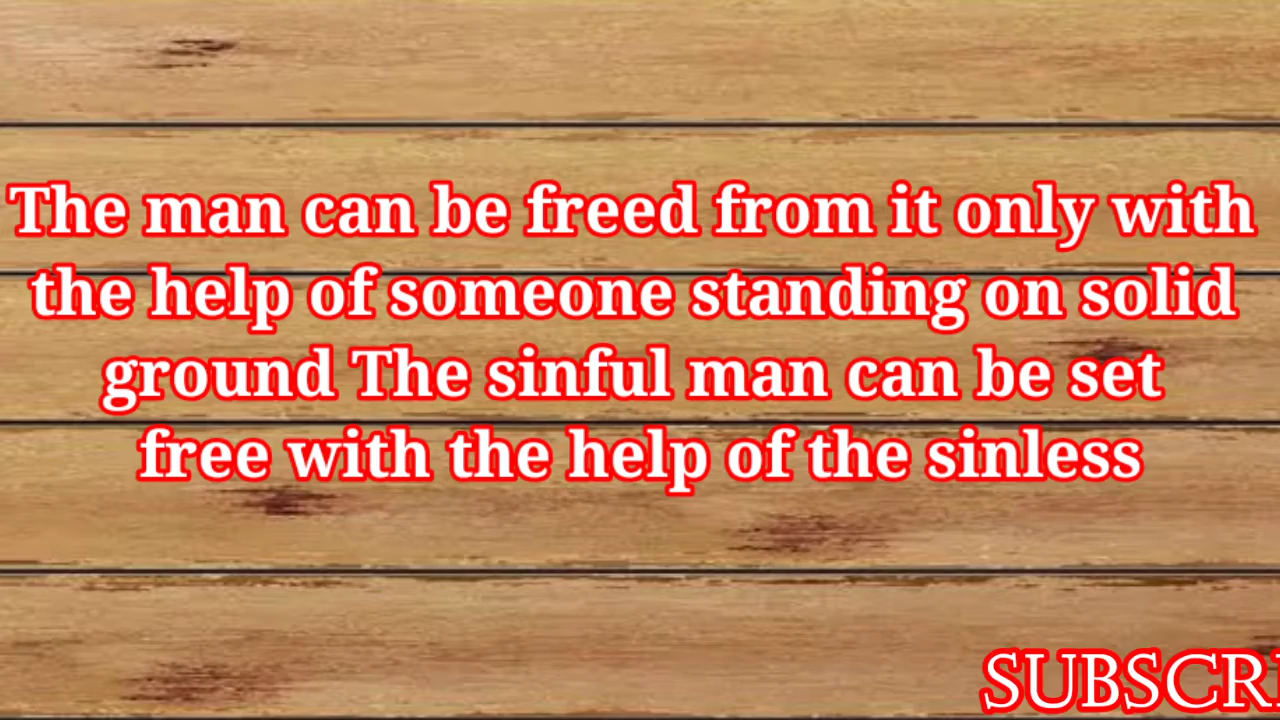 The man can be freed from it only with
the help of someone standing on solid
ground The sinful man can be set
free with the help of the sinless
SUBSCRI